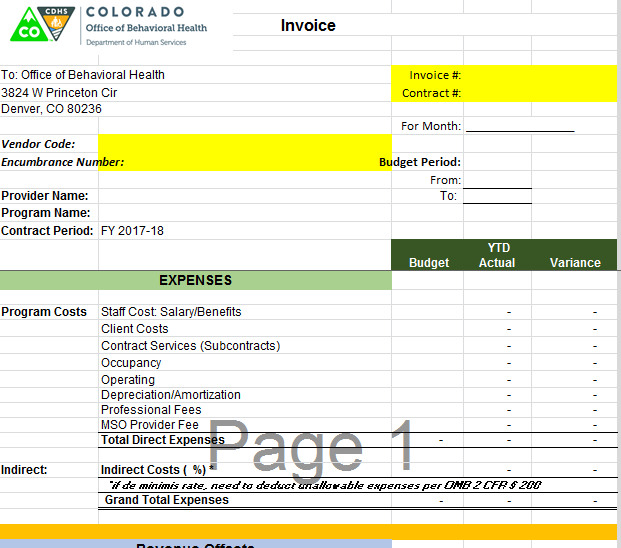 CDHS COLORADO
CO Office of Behavioral Health
Department of Human Services
Invoice
To: Office of Behavioral Health Invoice #:
3824 W Princeton Cir Contract #:
Denver, CO 80236
For Month:
Vendor Code:
Encumbrance Number: Budget Period:
From:
Provider Name: To:
Program Name:
Contract Period: FY 2017-18
YTD
Budget Actual Variance
EXPENSES
Program Costs Staff Cost: Salary/Benefits - -
Client Costs - -
Contract Services (Subcontracts) - -
Occupancy - -
Operating - -
Depreciation/Amortization - -
Professional Fees - -
MSO Provider Fee - -
Total Direct Expenses - - -
Page 1
Indirect: Indirect Costs ( %) * - -
*if de minimis rate, need to deduct unallowable expenses per OMB 2 CFR $ 200
Grand Total Expenses - - -
Revenue Offsets